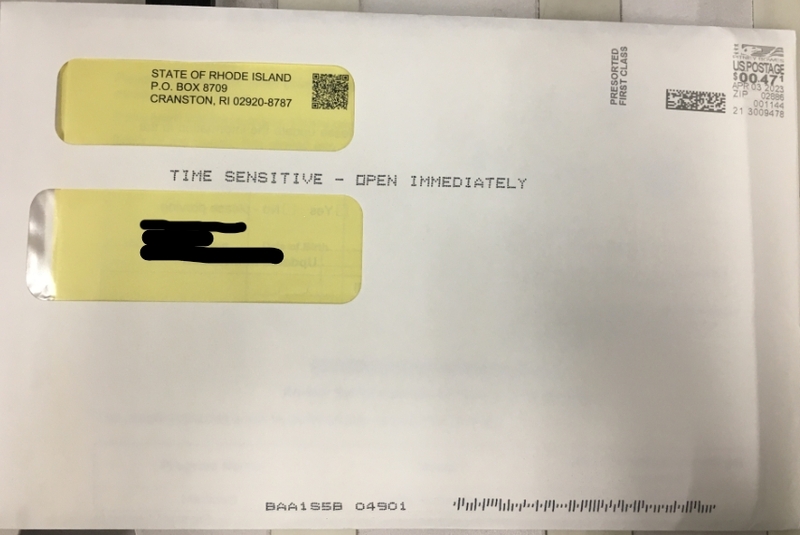 STATE OF RHODE ISLAND
P.O. BOX 8709
CRANSTON, RI 02920-8787
PRESORTED
FIRST CLASS
US POSTAGE
$00.471
APR 03 2023
ZIP 02886
001144
21 3009478
TIME SENSITIVE - OPEN IMMEDIATELY
BAA1S5B 04901